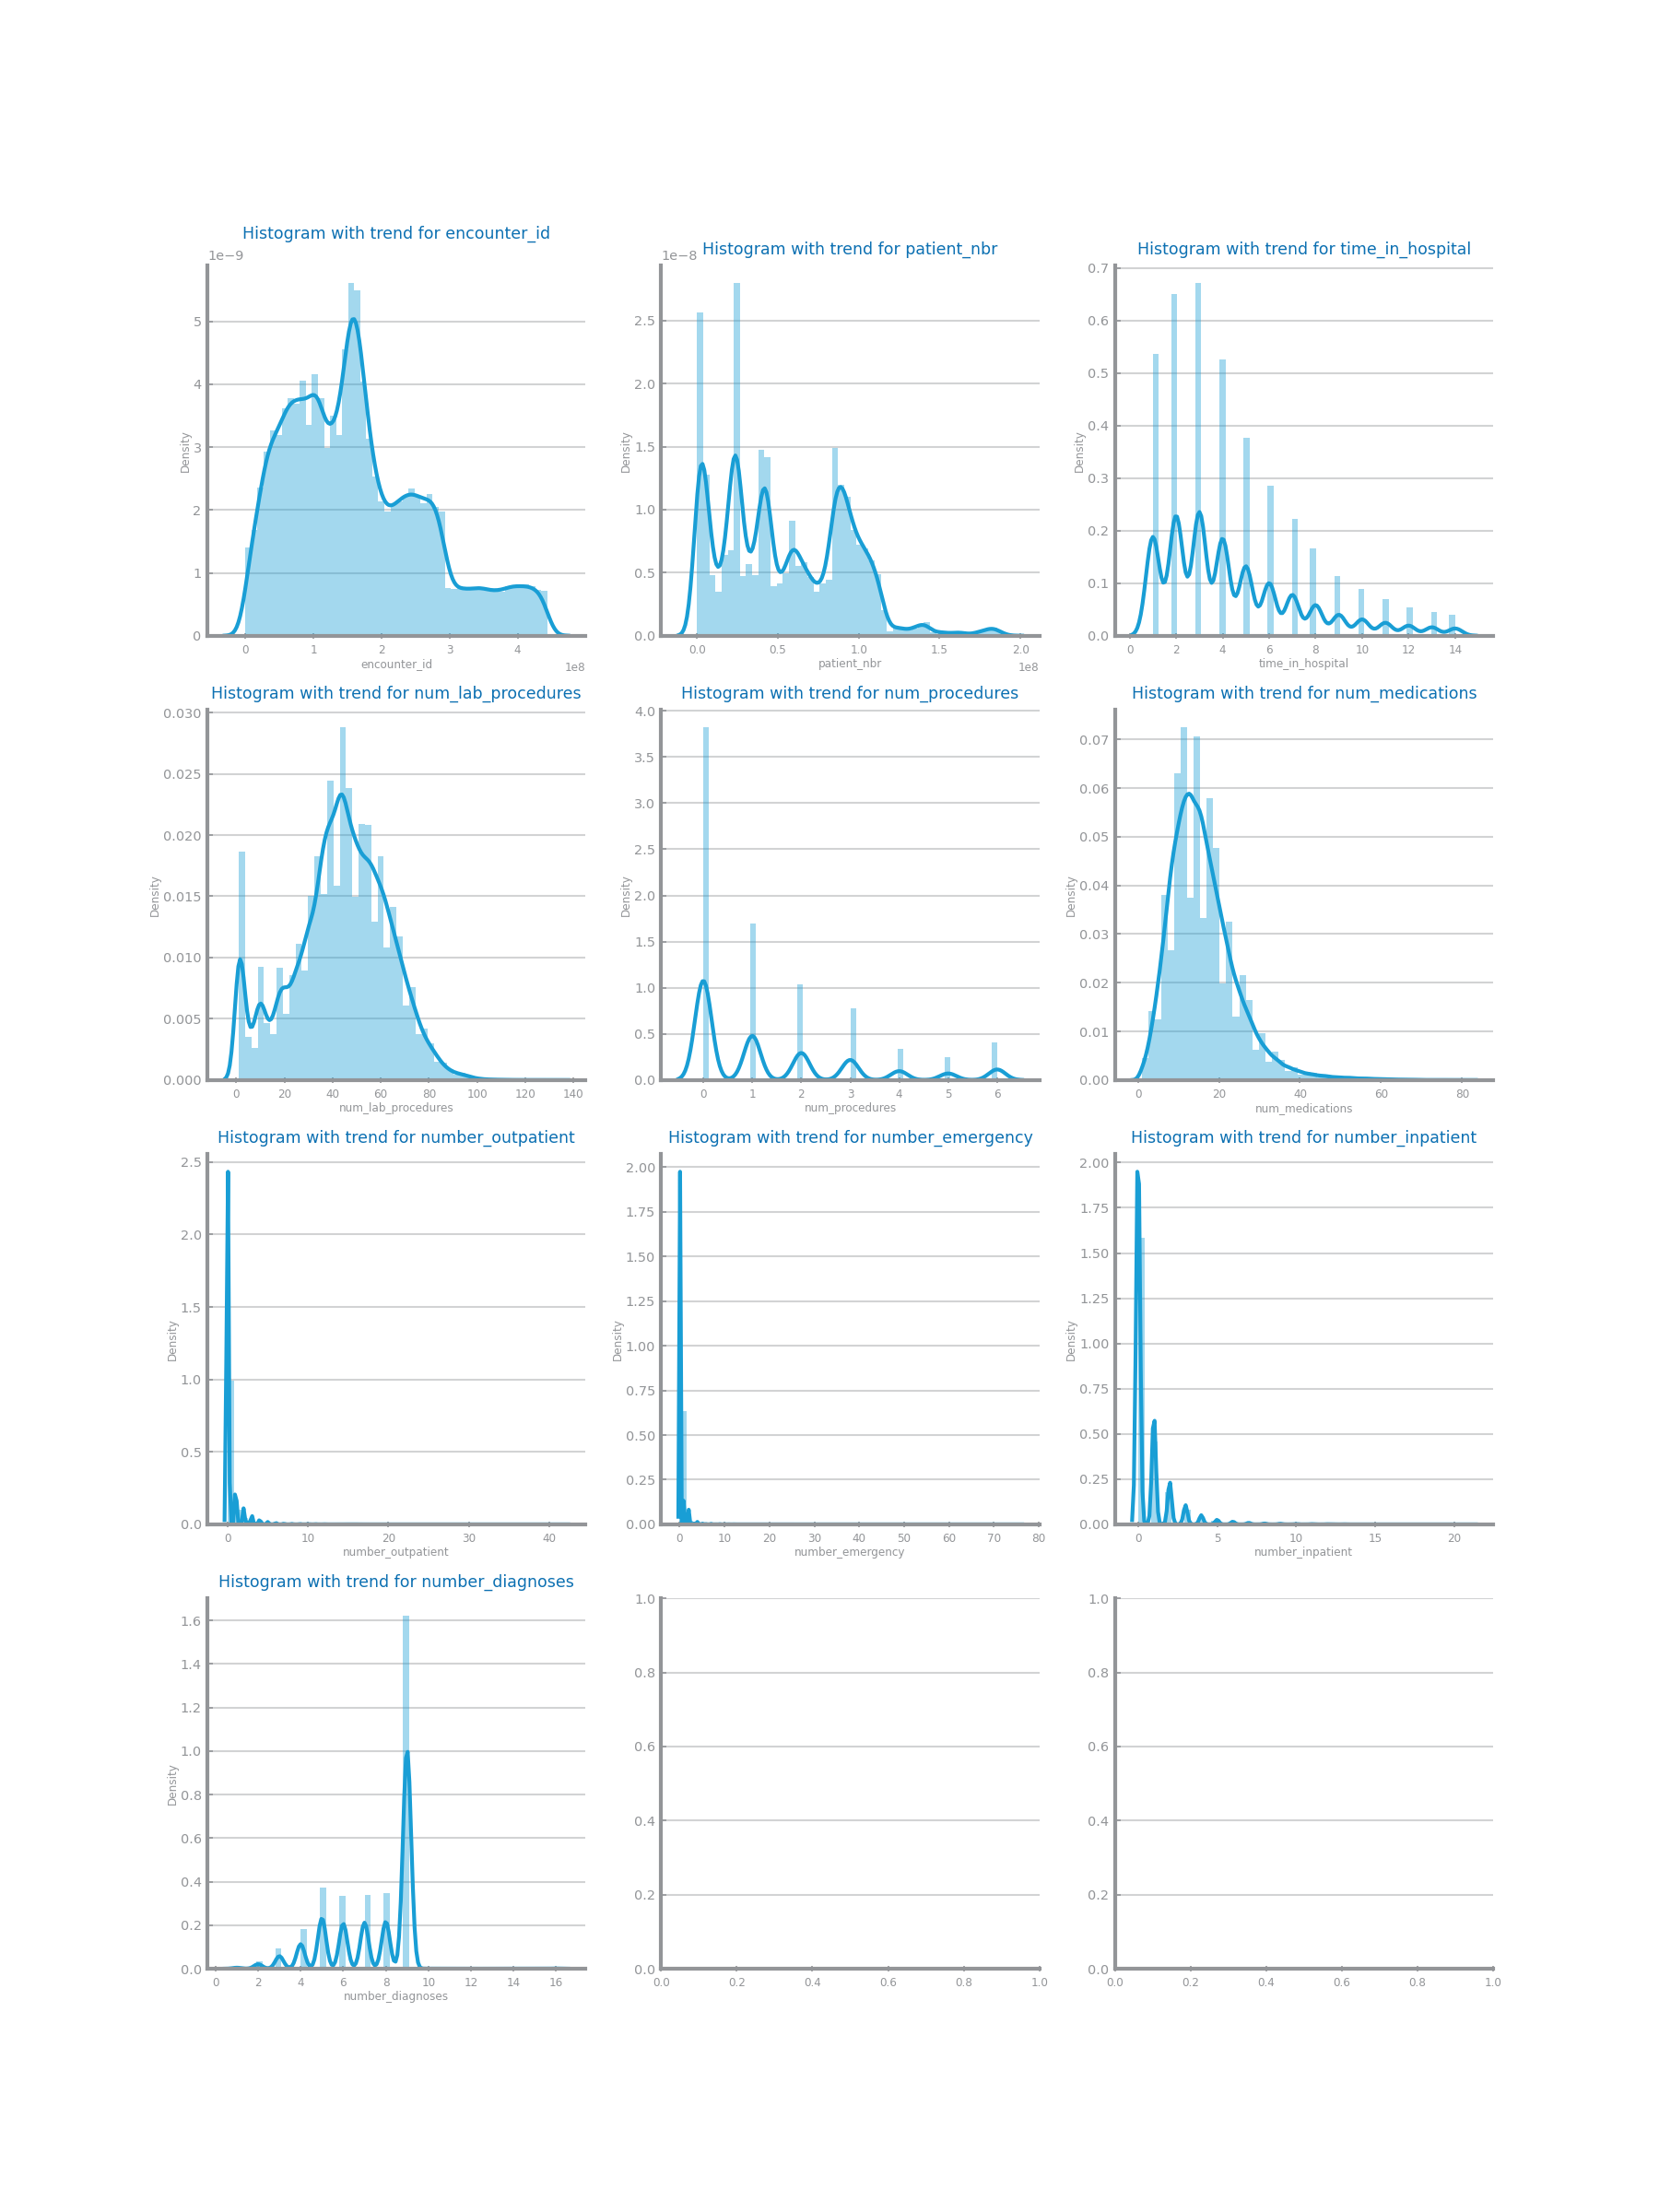 Histogram with trend for encounter_id
1e−9
Density
5
4
3
2
1
0
0 1 2 3 4
1e8
encounter_id
Histogram with trend for patient_nbr
1e−8
Density
2.5
2.0
1.5
1.0
0.5
0.0
0.0 0.5 1.0 1.5 2.0
1e8
patient_nbr
Histogram with trend for time_in_hospital
Density
0.7
0.6
0.5
0.4
0.3
0.2
0.1
0.0
0 2 4 6 8 10 12 14
time_in_hospital
Histogram with trend for num_lab_procedures
Density
0.030
0.025
0.020
0.015
0.010
0.005
0.000
0 20 40 60 80 100 120 140
num_lab_procedures
Histogram with trend for num_procedures
Density
4.0
3.5
3.0
2.5
2.0
1.5
1.0
0.5
0.0
0 1 2 3 4 5 6
num_procedures
Histogram with trend for num_medications
Density
0.07
0.06
0.05
0.04
0.03
0.02
0.01
0.00
0 20 40 60 80
num_medications
Histogram with trend for number_outpatient
Density
2.5
2.0
1.5
1.0
0.5
0.0
0 10 20 30 40
number_outpatient
Histogram with trend for number_emergency
Density
2.00
1.75
1.50
1.25
1.00
0.75
0.50
0.25
0.00
0 10 20 30 40 50 60 70 80
number_emergency
Histogram with trend for number_inpatient
Density
2.00
1.75
1.50
1.25
1.00
0.75
0.50
0.25
0.00
0 5 10 15 20
number_inpatient
Histogram with trend for number_diagnoses
Density
1.6
1.4
1.2
1.0
0.8
0.6
0.4
0.2
0.0
0 2 4 6 8 10 12 14 16
number_diagnoses
1.0
0.8
0.6
0.4
0.2
0.0
0.0 0.2 0.4 0.6 0.8 1.0
1.0
0.8
0.6
0.4
0.2
0.0
0.0 0.2 0.4 0.6 0.8 1.0